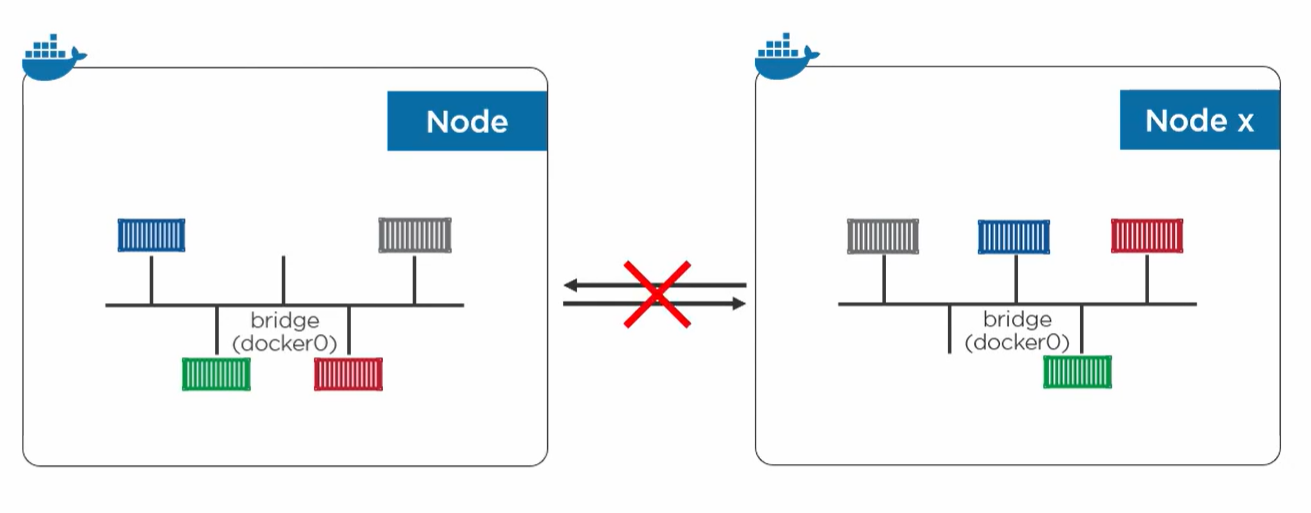 Node
bridge
(docker0)
Node x
bridge
(docker0)